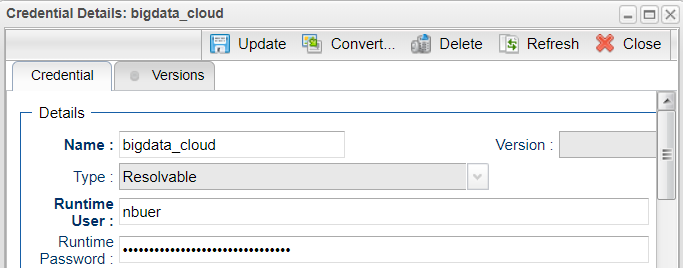 Credential Details: bigdata_cloud
Update Convert... Delete Refresh Close
Credential Versions
Details
Name : bigdata_cloud Version :
Type : Resolvable
Runtime User : nbuer
Runtime Password : ••••••••••••••••••••••••••••••••